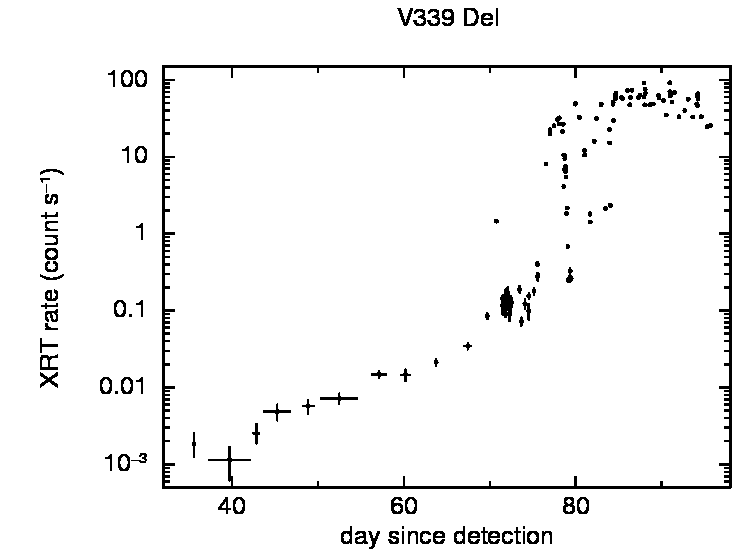 V339 Del
100
10
1
0.1
0.01
10⁻³
XRT rate (count s⁻¹)
40 60 80
day since detection